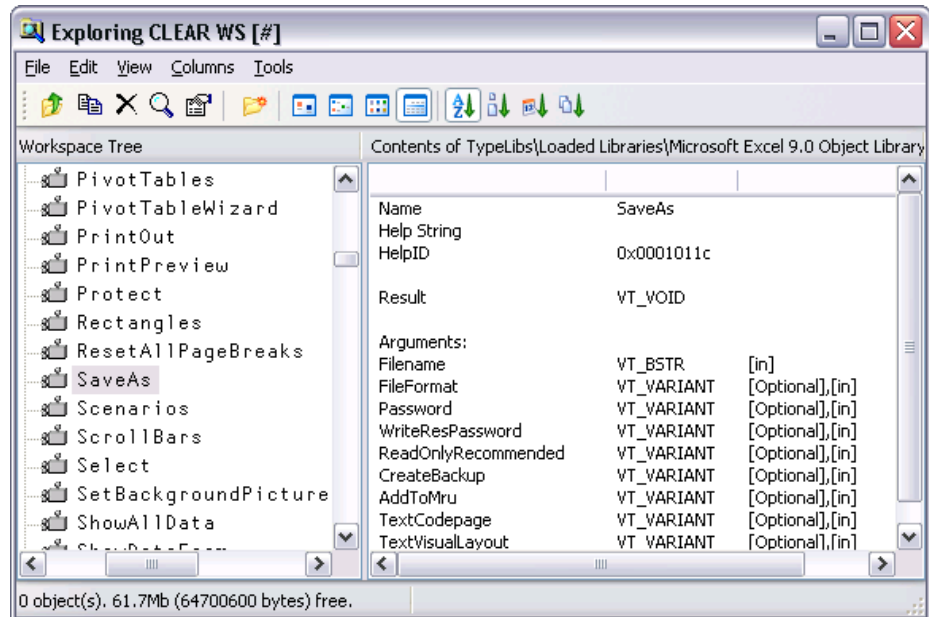 Exploring CLEAR WS [#]
File Edit View Columns Tools
Workspace Tree
Contents of TypeLibs\Loaded Libraries\Microsoft Excel 9.0 Object Library
PivotTables
PivotTableWizard
PrintOut
PrintPreview
Protect
Rectangles
ResetAllPageBreaks
SaveAs
Scenarios
ScrollBars
Select
SetBackgroundPicture
ShowAllData
Name SaveAs
Help String
HelpID 0x0001011c
Result VT_VOID
Arguments:
Filename VT_BSTR [in]
FileFormat VT_VARIANT [Optional],[in]
Password VT_VARIANT [Optional],[in]
WriteResPassword VT_VARIANT [Optional],[in]
ReadOnlyRecommended VT_VARIANT [Optional],[in]
CreateBackup VT_VARIANT [Optional],[in]
AddToMru VT_VARIANT [Optional],[in]
TextCodepage VT_VARIANT [Optional],[in]
TextVisualLayout VT_VARIANT [Optional],[in]
0 object(s). 61.7Mb (64700600 bytes) free.